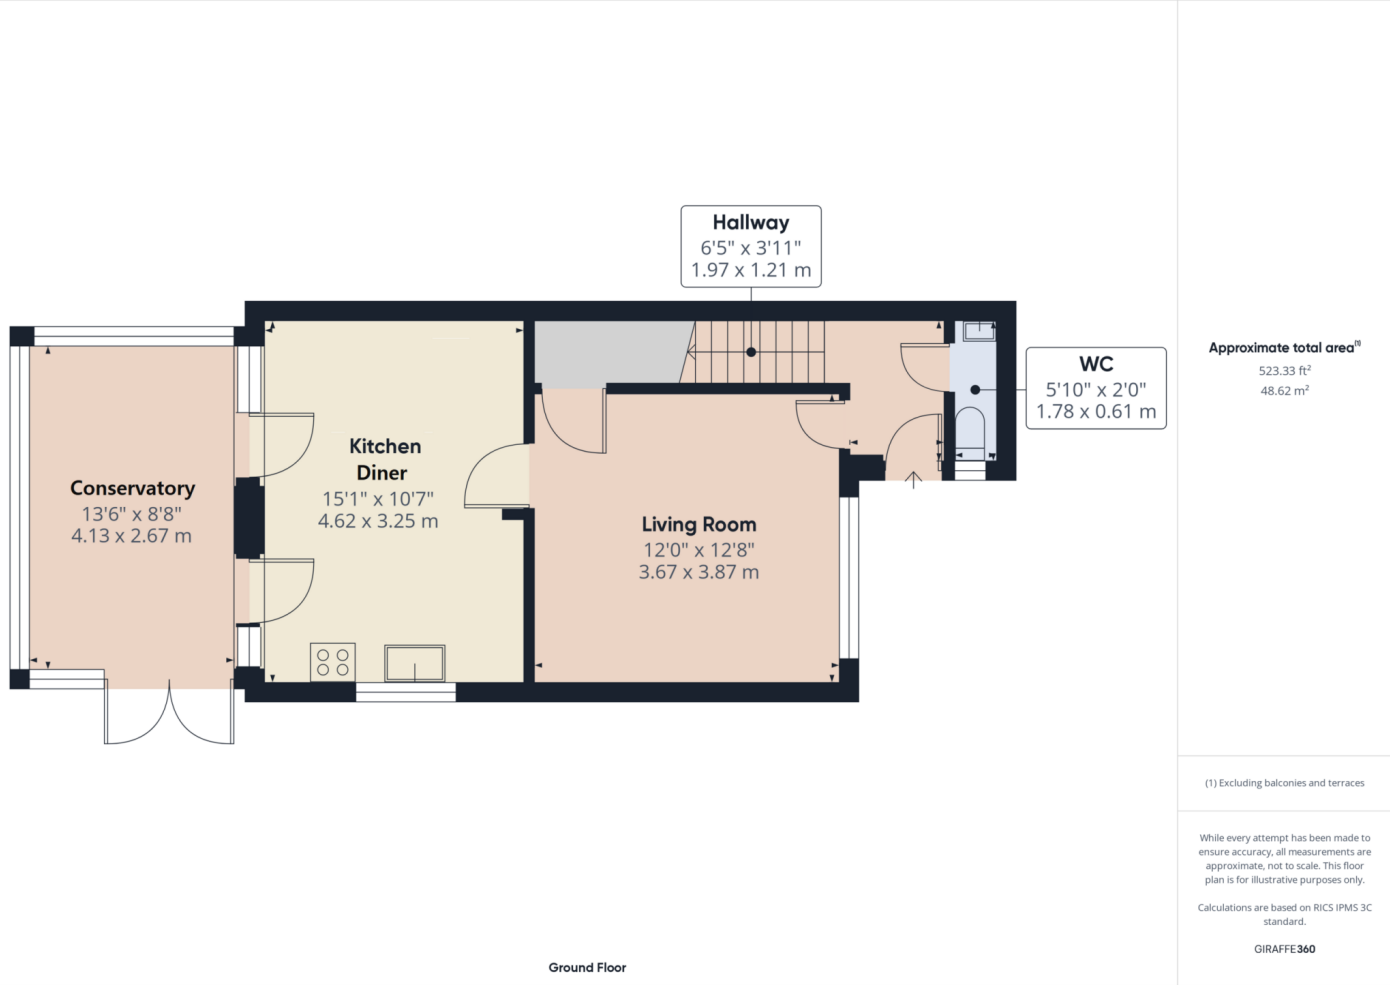 Hallway
6'5" x 3'11"
1.97 x 1.21 m
WC
5'10" x 2'0"
1.78 x 0.61 m
Kitchen
Diner
15'1" x 10'7"
4.62 x 3.25 m
Conservatory
13'6" x 8'8"
4.13 x 2.67 m
Living Room
12'0" x 12'8"
3.67 x 3.87 m
Ground Floor
Approximate total area(1)
523.33 ft²
48.62 m²
(1) Excluding balconies and terraces
While every attempt has been made to
ensure accuracy, all measurements are
approximate, not to scale. This floor
plan is for illustrative purposes only.
Calculations are based on RICS IPMS 3C
standard.
GIRAFFE360